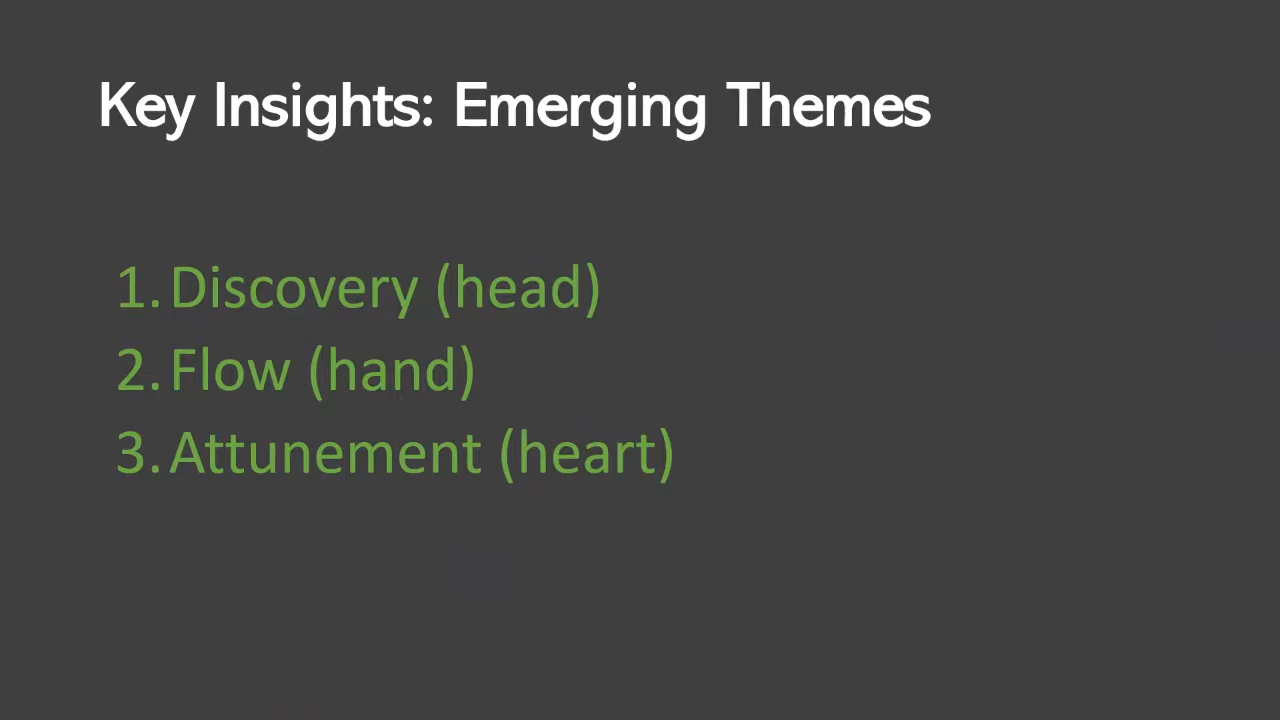 Key Insights: Emerging Themes
1. Discovery (head)
2. Flow (hand)
3. Attunement (heart)